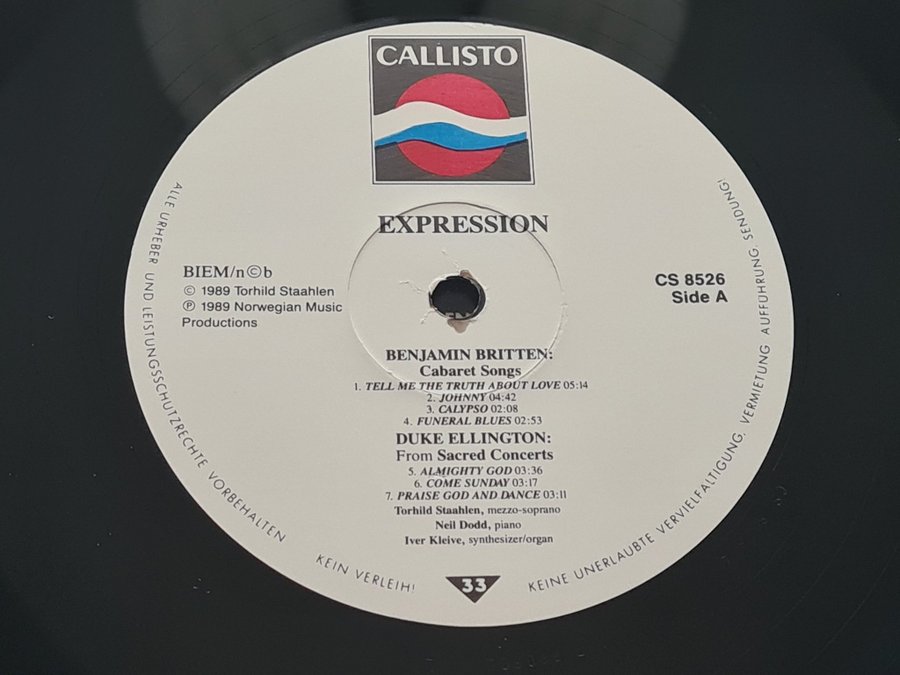 CALLISTO
EXPRESSION
BIEM/n©b
© 1989 Torhild Staahlen
℗ 1989 Norwegian Music
Productions
CS 8526
Side A
BENJAMIN BRITTEN:
Cabaret Songs
1. TELL ME THE TRUTH ABOUT LOVE 05:14
2. JOHNNY 04:42
3. CALYPSO 02:08
4. FUNERAL BLUES 02:53
DUKE ELLINGTON:
From Sacred Concerts
5. ALMIGHTY GOD 03:36
6. COME SUNDAY 03:17
7. PRAISE GOD AND DANCE 03:11
Torhild Staahlen, mezzo-soprano
Neil Dodd, piano
Iver Kleive, synthesizer/organ
33
ALLE URHEBER UND LEISTUNGSSCHUTZRECHTE VORBEHALTEN
KEIN VERLEIH!
KEINE UNERLAUBTE VERVIELFALTIGUNG, VERMIETUNG AUFFUHRUNG, SENDUNG!